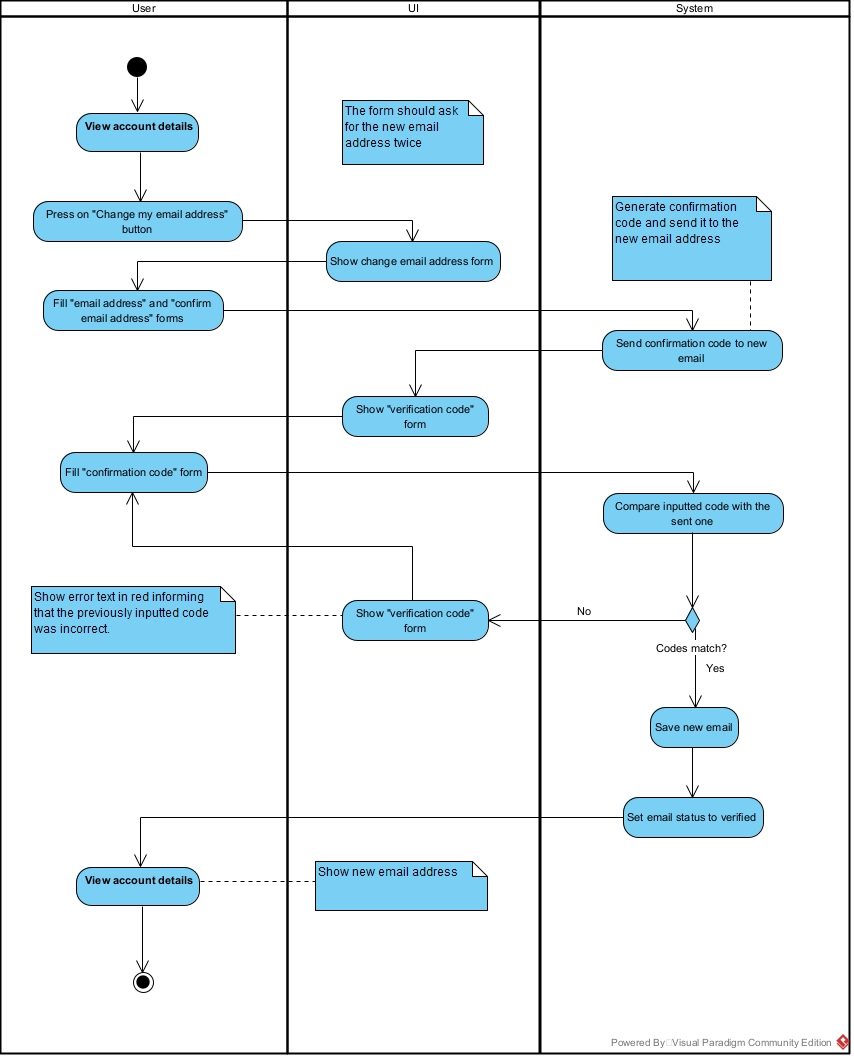 User
UI
System
View account details
The form should ask
for the new email
address twice
Press on "Change my email address"
button
Generate confirmation
code and send it to the
new email address
Show change email address form
Fill "email address" and "confirm
email address" forms
Send confirmation code to new
email
Show "verification code"
form
Fill "confirmation code" form
Compare inputted code with the
sent one
Show error text in red informing
that the previously inputted code
was incorrect.
Show "verification code"
form
No
Codes match?
Yes
Save new email
Set email status to verified
View account details
Show new email address
Powered By Visual Paradigm Community Edition